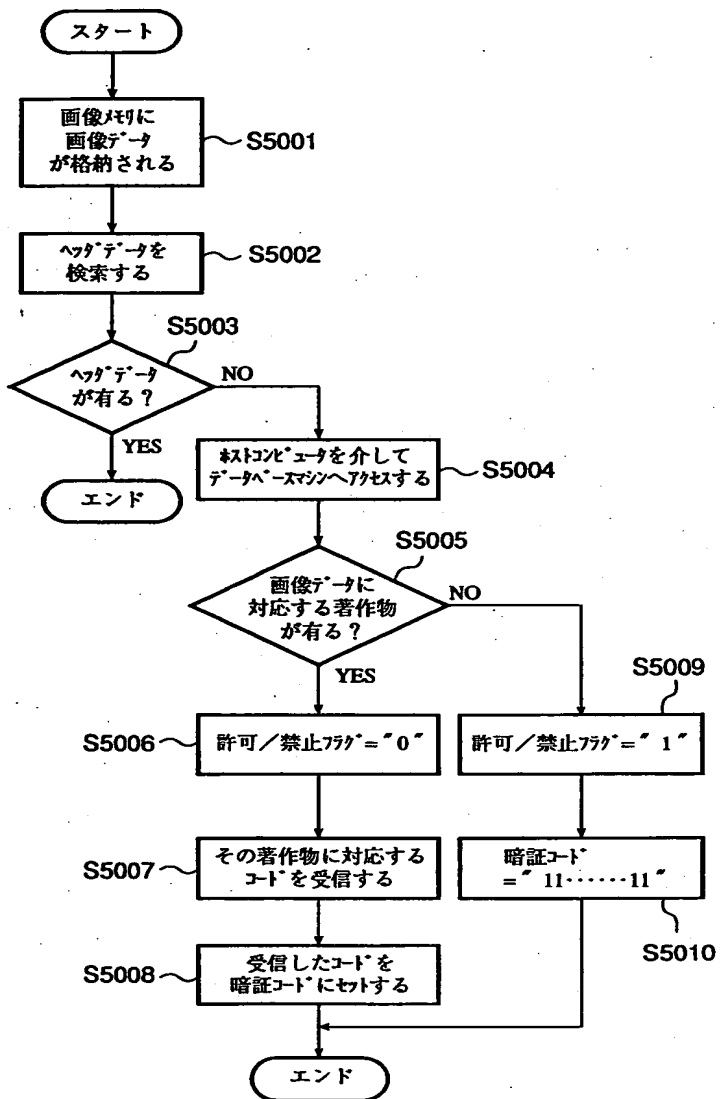 スタート
画像ﾒﾓﾘに
画像ﾃﾞｰﾀ
が格納される
S5001
ﾍｯﾀﾞﾃﾞｰﾀを
検索する
S5002
S5003
ﾍｯﾀﾞﾃﾞｰﾀ
が有る？
NO
YES
エンド
ﾎｽﾄｺﾝﾋﾟｭｰﾀを介して
ﾃﾞｰﾀﾍﾞｰｽﾏｼﾝへｱｸｾｽする
S5004
S5005
画像ﾃﾞｰﾀに
対応する著作物
が有る？
NO
YES
S5006
許可／禁止ﾌﾗｸﾞ="0"
S5009
許可／禁止ﾌﾗｸﾞ="1"
S5007
その著作物に対応する
ｺｰﾄﾞを受信する
暗証ｺｰﾄﾞ
="11‥‥‥11"
S5010
S5008
受信したｺｰﾄﾞを
暗証ｺｰﾄﾞにｾｯﾄする
エンド